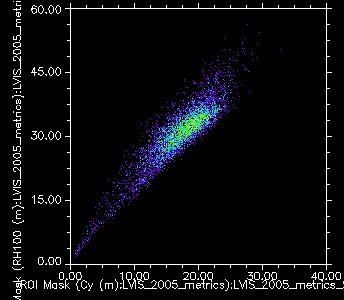 60.00
45.00
30.00
15.00
0.00
Mask (RH100 (m):LVIS_2005_metrics):LVIS_2005_metri
0.00 10.00 20.00 30.00 40.00
ROI Mask (Cy (m):LVIS_2005_metrics):LVIS_2005_metrics_